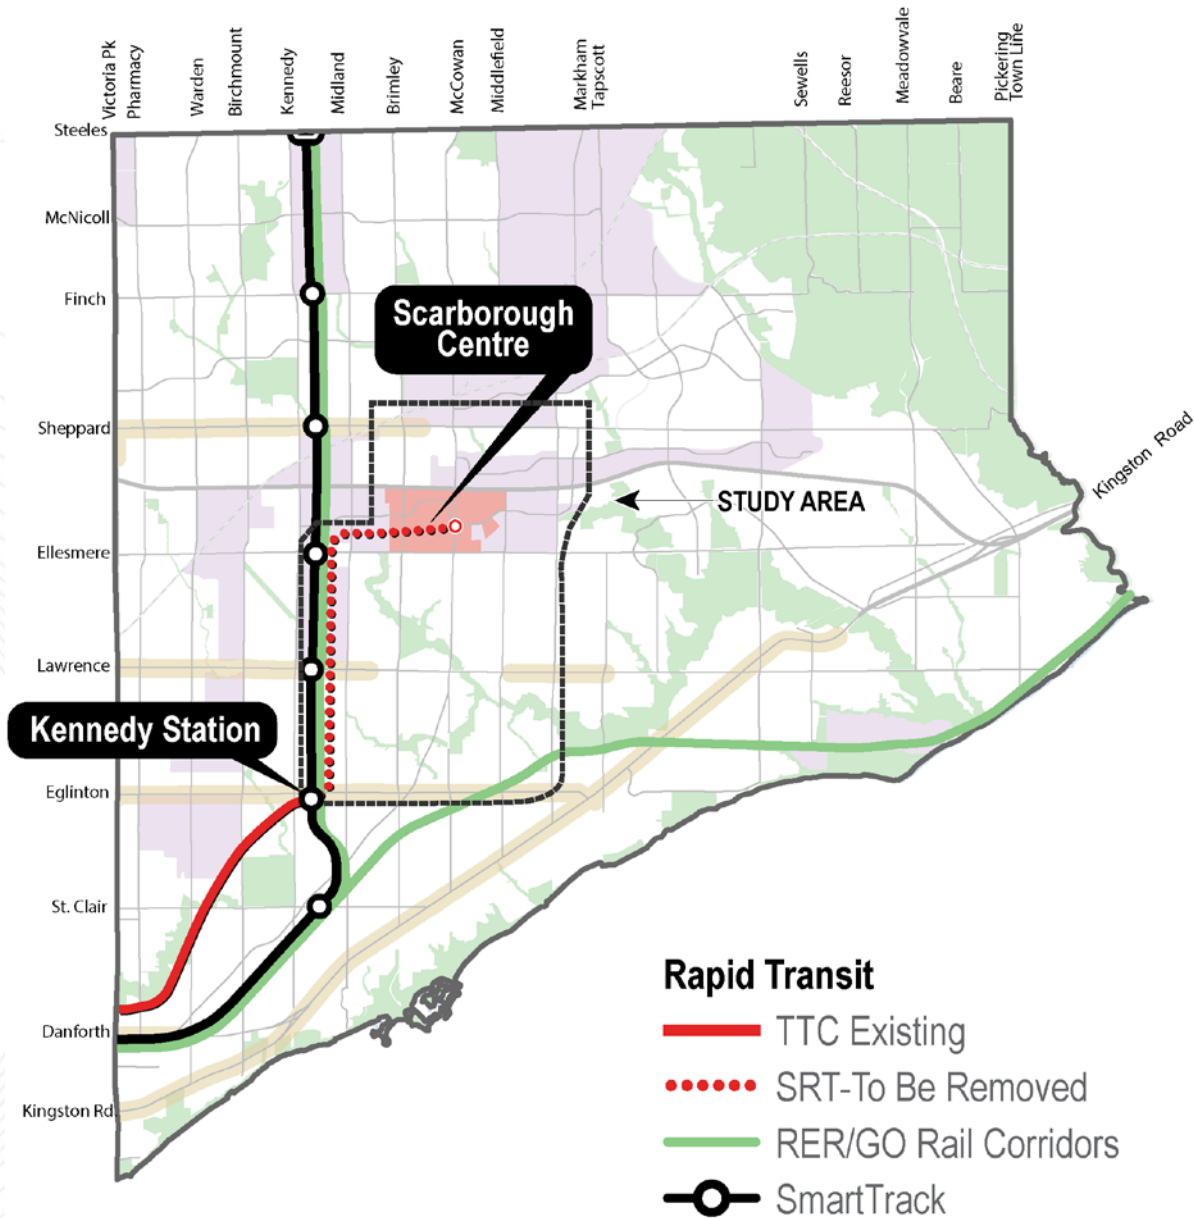 Victoria Pk
Pharmacy
Warden
Birchmount
Kennedy
Midland
Brimley
McCowan
Middlefield
Markham
Tapscott
Sewells
Reesor
Meadowvale
Beare
Pickering
Town Line
Steeles
McNicoll
Finch
Scarborough
Centre
Sheppard
Kingston Road
STUDY AREA
Ellesmere
Lawrence
Kennedy Station
Eglinton
St. Clair
Danforth
Kingston Rd
Rapid Transit
TTC Existing
SRT-To Be Removed
RER/GO Rail Corridors
SmartTrack